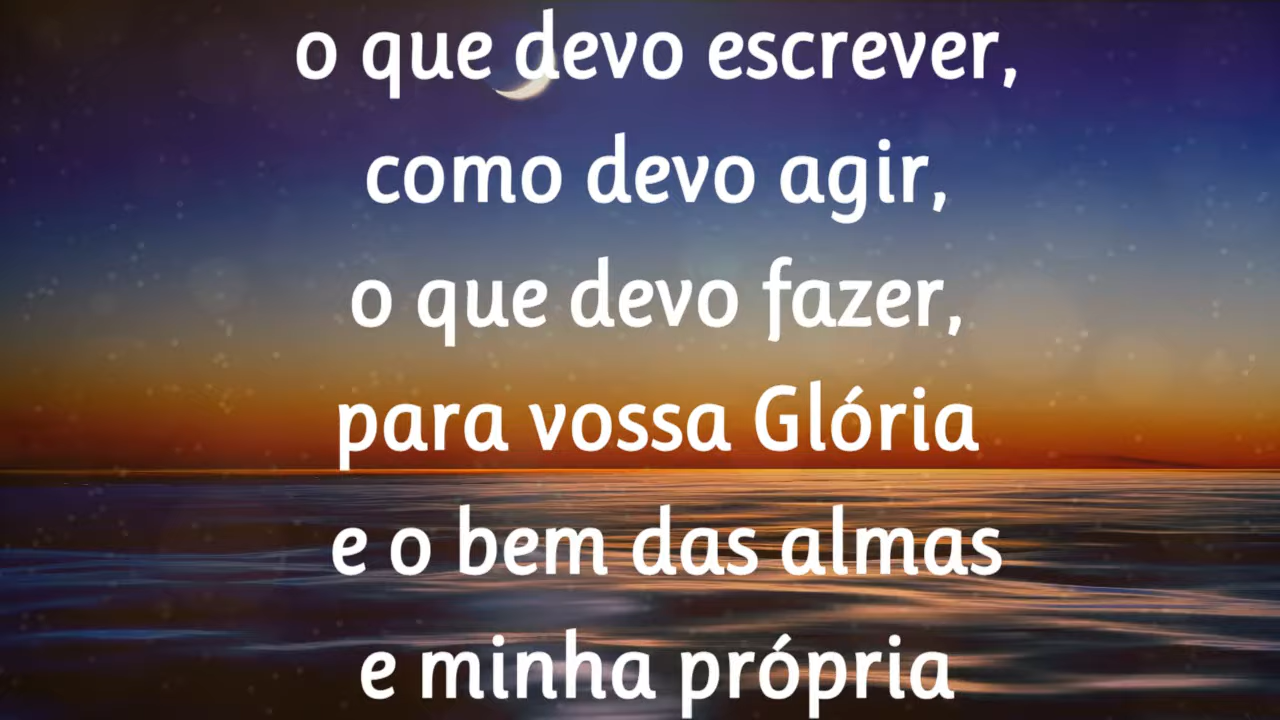 o que devo escrever,
como devo agir,
o que devo fazer,
para vossa Glória
e o bem das almas
e minha própria